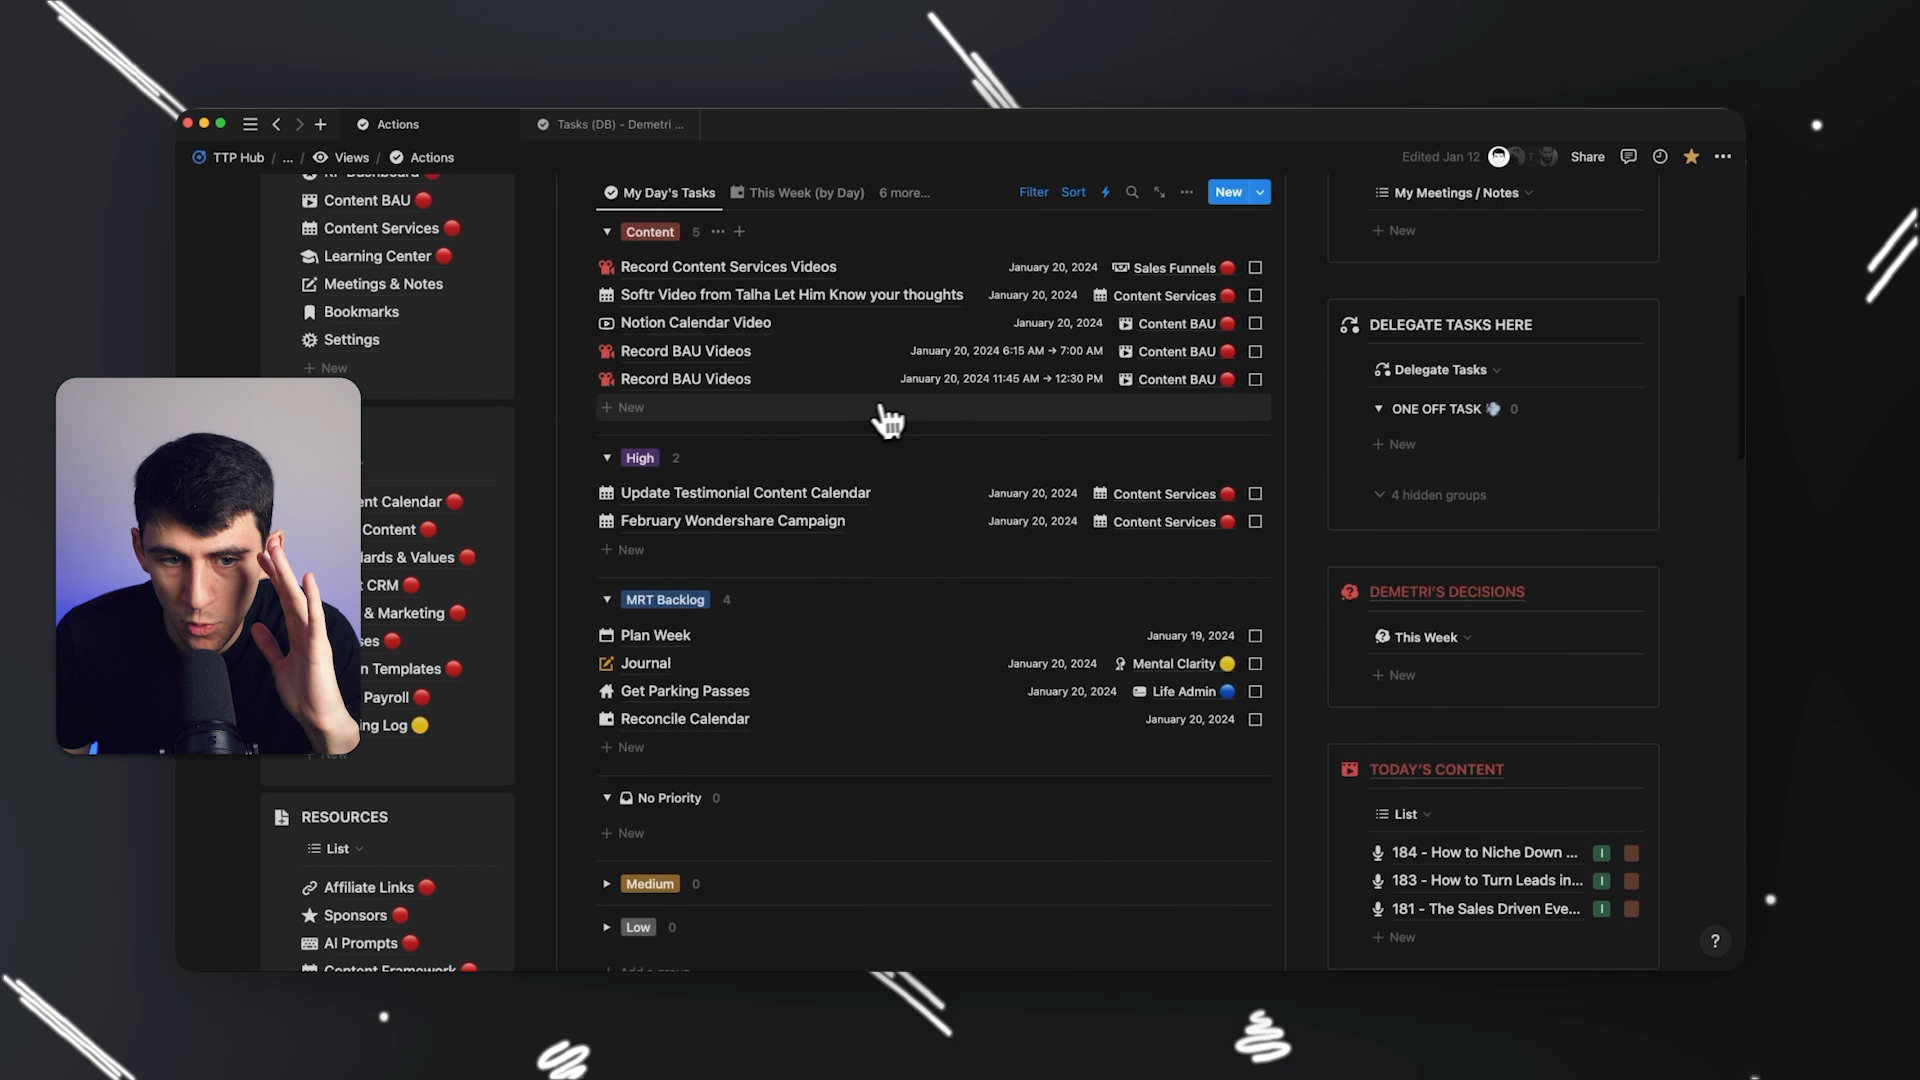 Actions
Tasks (DB) - Demetri ...
TTP Hub / ... / Views / Actions
Edited Jan 12
Share
Content BAU
Content Services
Learning Center
Meetings & Notes
Bookmarks
Settings
+ New
ent Calendar
Content
ards & Values
CRM
& Marketing
ses
n Templates
Payroll
ng Log
RESOURCES
List
Affiliate Links
Sponsors
AI Prompts
Content Framework
My Day's Tasks
This Week (by Day)
6 more...
Filter
Sort
New
Content 5
Record Content Services Videos January 20, 2024 Sales Funnels
Softr Video from Talha Let Him Know your thoughts January 20, 2024 Content Services
Notion Calendar Video January 20, 2024 Content BAU
Record BAU Videos January 20, 2024 6:15 AM → 7:00 AM Content BAU
Record BAU Videos January 20, 2024 11:45 AM → 12:30 PM Content BAU
+ New
High 2
Update Testimonial Content Calendar January 20, 2024 Content Services
February Wondershare Campaign January 20, 2024 Content Services
+ New
MRT Backlog 4
Plan Week January 19, 2024
Journal January 20, 2024 Mental Clarity
Get Parking Passes January 20, 2024 Life Admin
Reconcile Calendar January 20, 2024
+ New
No Priority 0
+ New
Medium 0
Low 0
My Meetings / Notes
+ New
DELEGATE TASKS HERE
Delegate Tasks
ONE OFF TASK 0
+ New
4 hidden groups
DEMETRI'S DECISIONS
This Week
+ New
TODAY'S CONTENT
List
184 - How to Niche Down ... I
183 - How to Turn Leads in... I
181 - The Sales Driven Eve... I
+ New
?